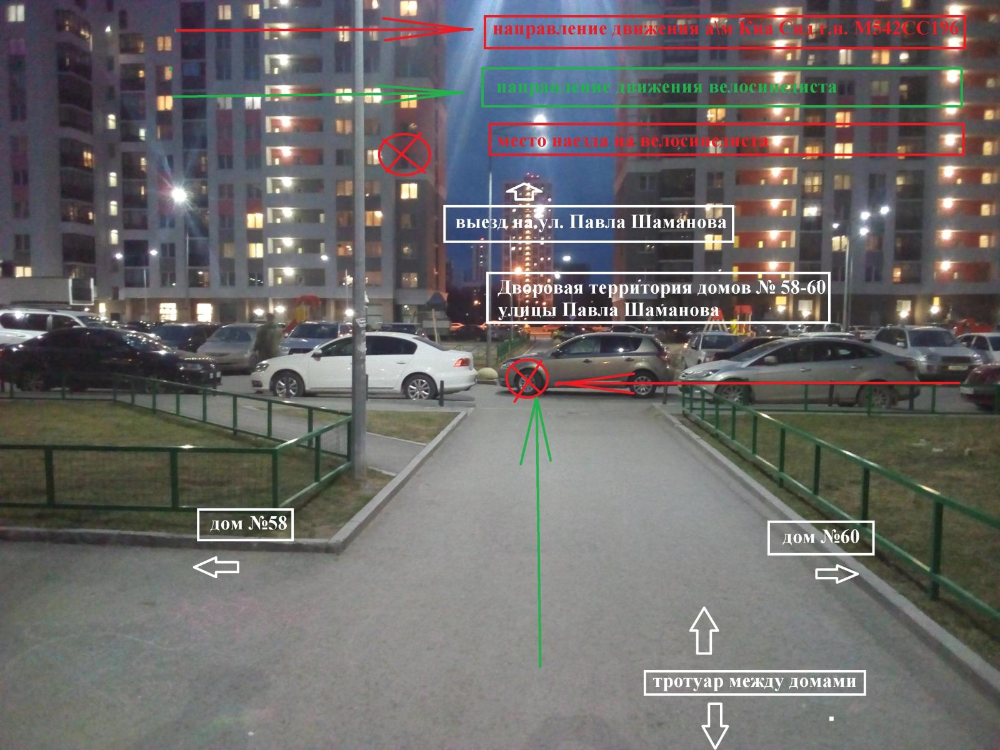 направление движения а\м Киа Сид г.н. М542СС196
направление движения велосипедиста
место наезда на велосипедиста
выезд на ул. Павла Шаманова
Дворовая территория домов № 58-60
улицы Павла Шаманова
дом №58
дом №60
тротуар между домами